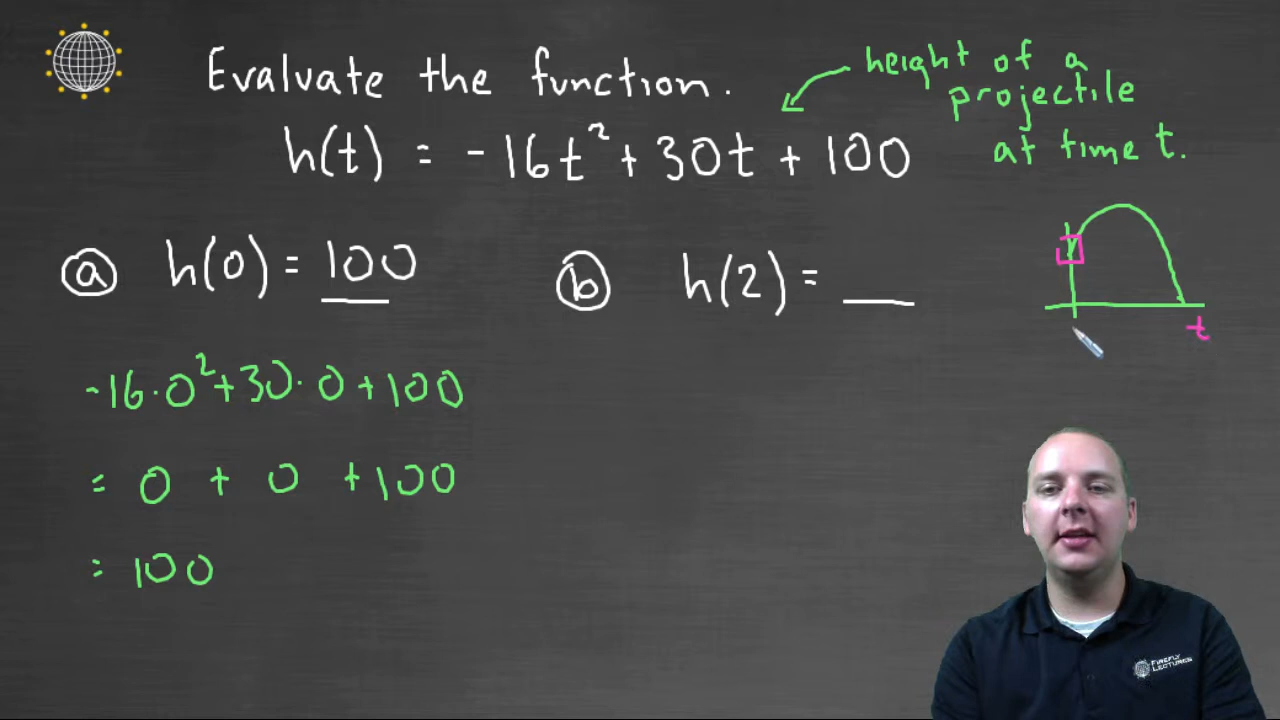 Evaluate the function.
height of a
projectile
at time t.
h(t) = -16t² + 30t + 100
ⓐ h(0) = 100
ⓑ h(2) = __
t
-16·0²+30·0+100
= 0 + 0 +100
= 100
FIREFLY
LECTURES